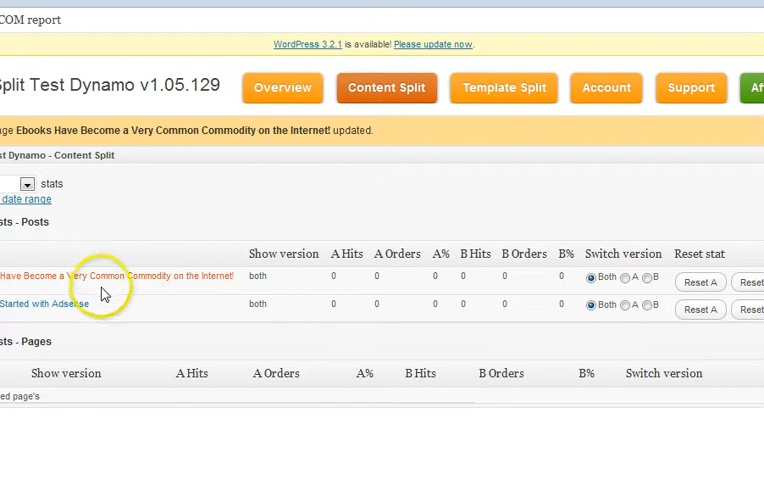 COM report
WordPress 3.2.1 is available! Please update now.
Split Test Dynamo v1.05.129
Overview
Content Split
Template Split
Account
Support
Af
age Ebooks Have Become a Very Common Commodity on the Internet! updated.
st Dynamo - Content Split
stats
date range
sts - Posts
Show version A Hits A Orders A% B Hits B Orders B% Switch version Reset stat
Have Become a Very Common Commodity on the Internet! both 0 0 0 0 0 0 Both A B Reset A Reset
Started with Adsense both 0 0 0 0 0 0 Both A B Reset A Reset
sts - Pages
Show version A Hits A Orders A% B Hits B Orders B% Switch version
ed page's